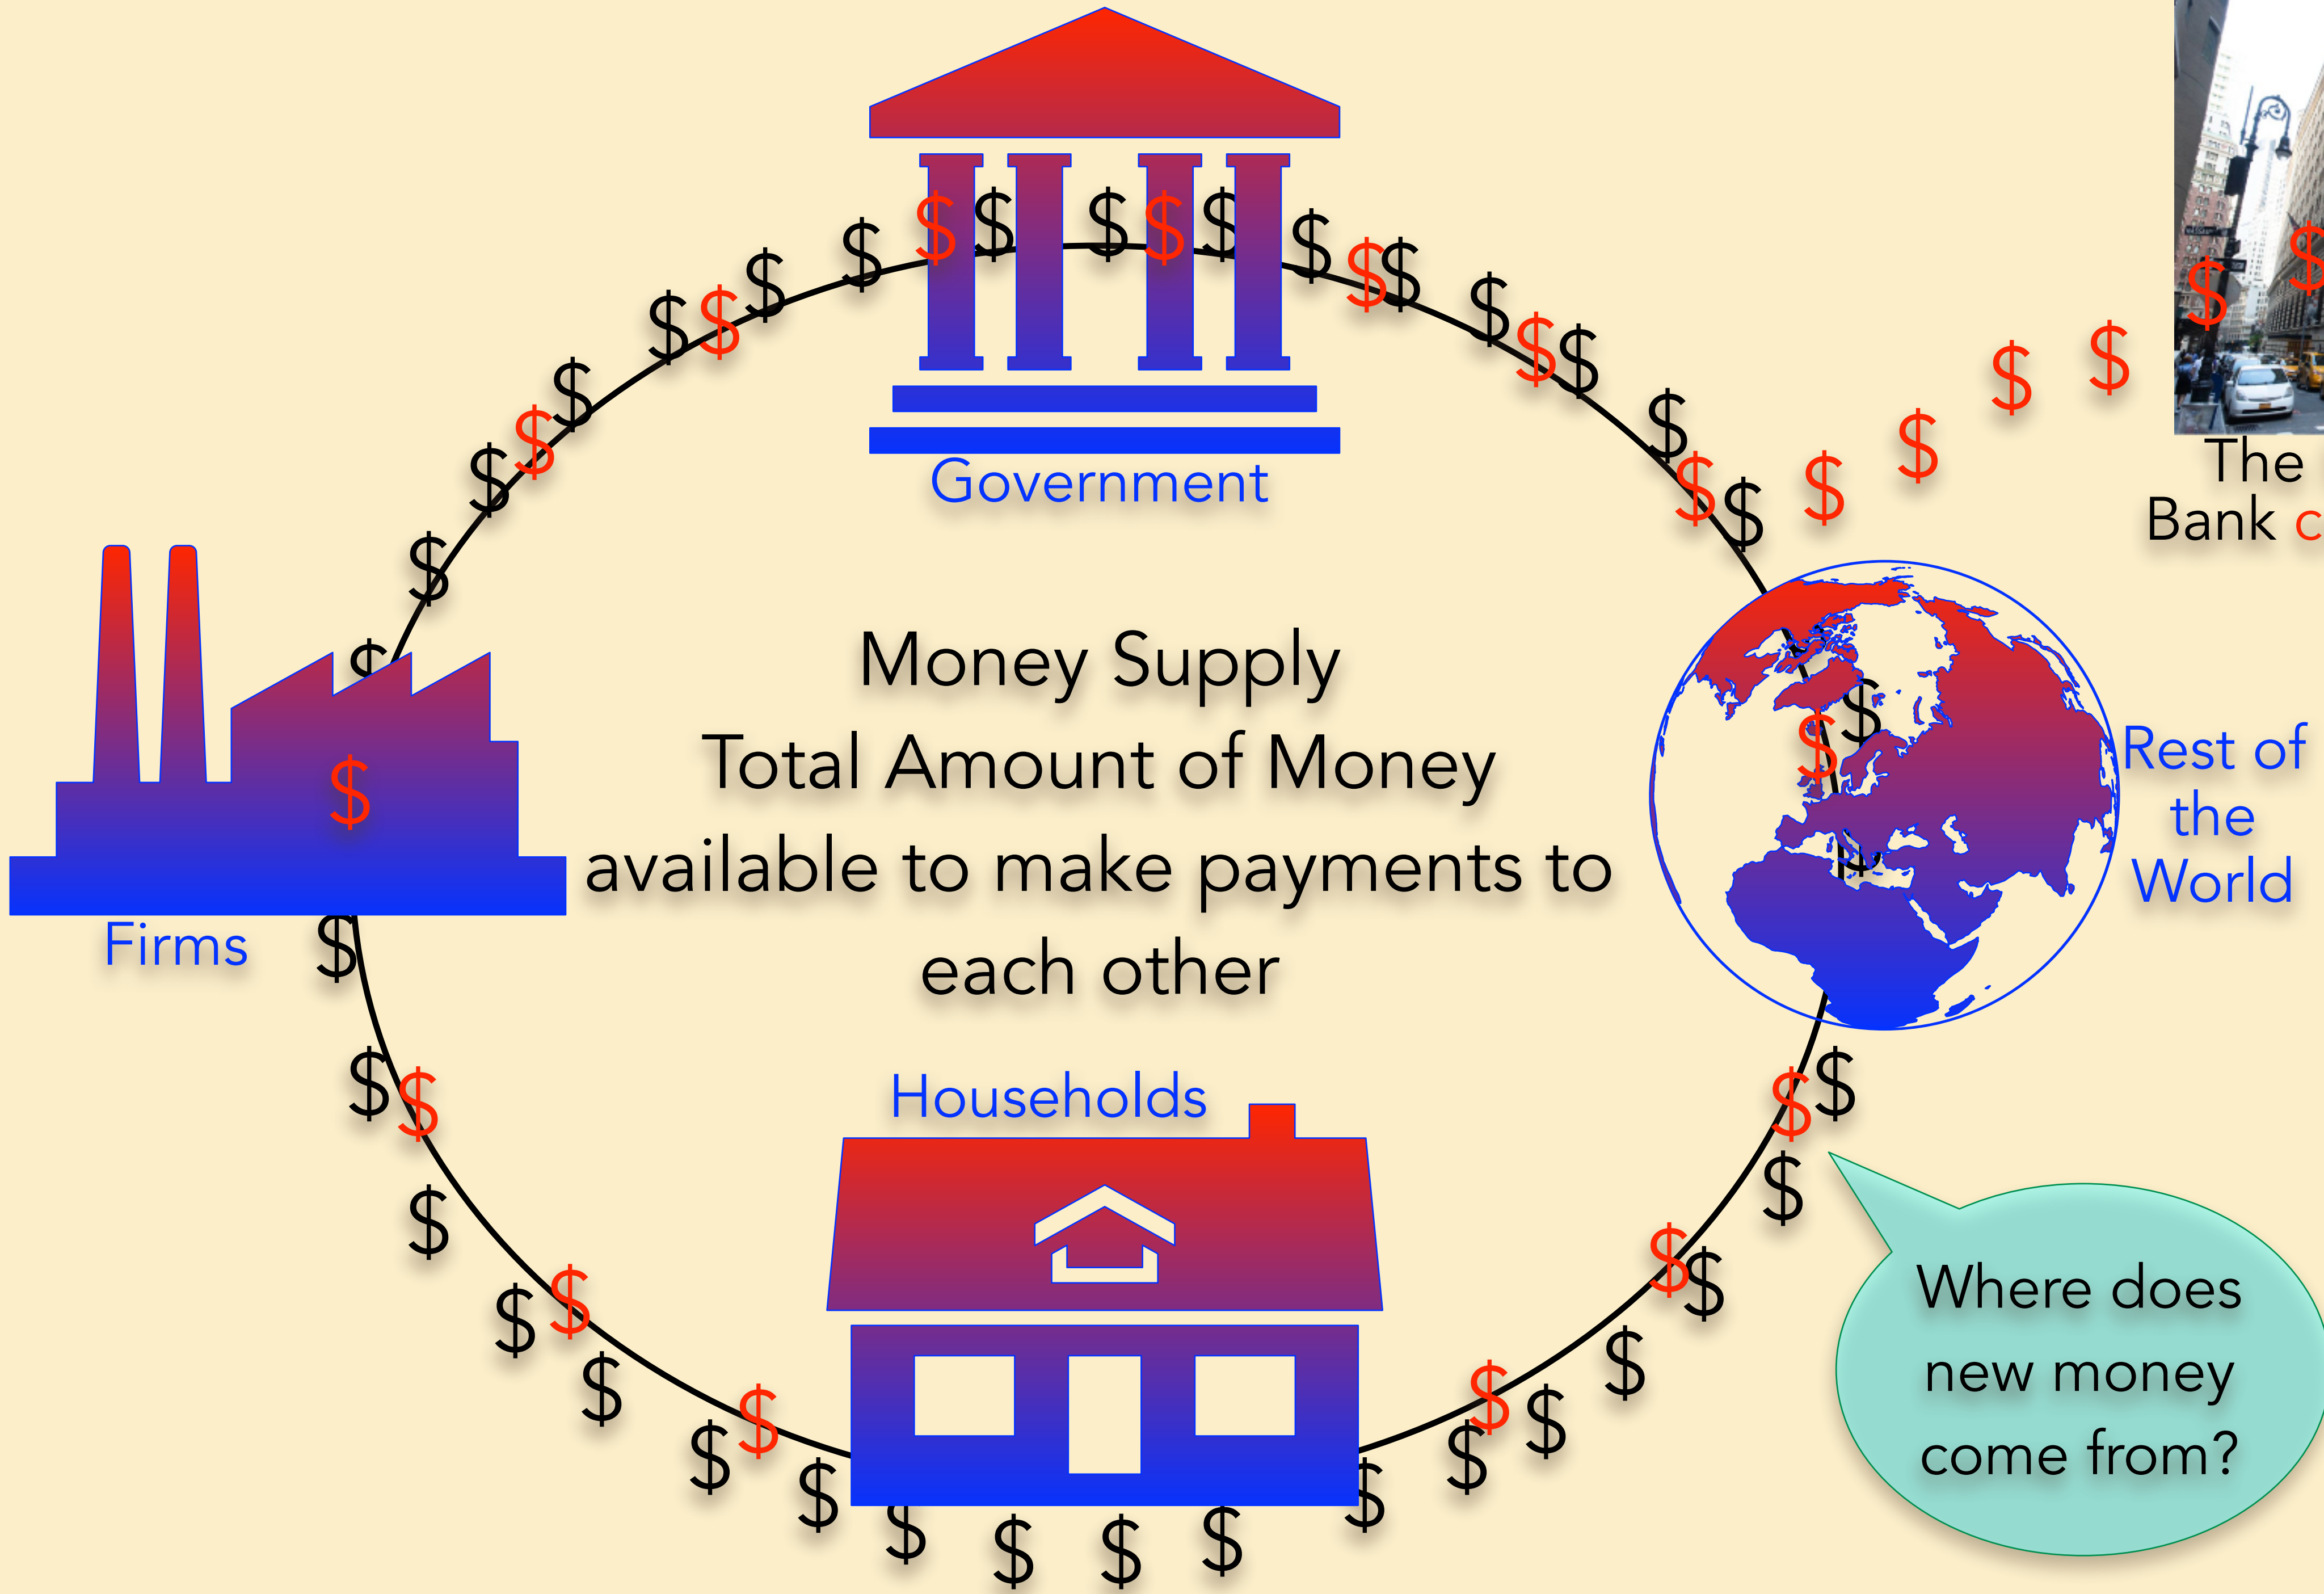 Government
The
Bank c
Money Supply
Total Amount of Money
available to make payments to
each other
Firms
Rest of
the
World
Households
Where does
new money
come from?